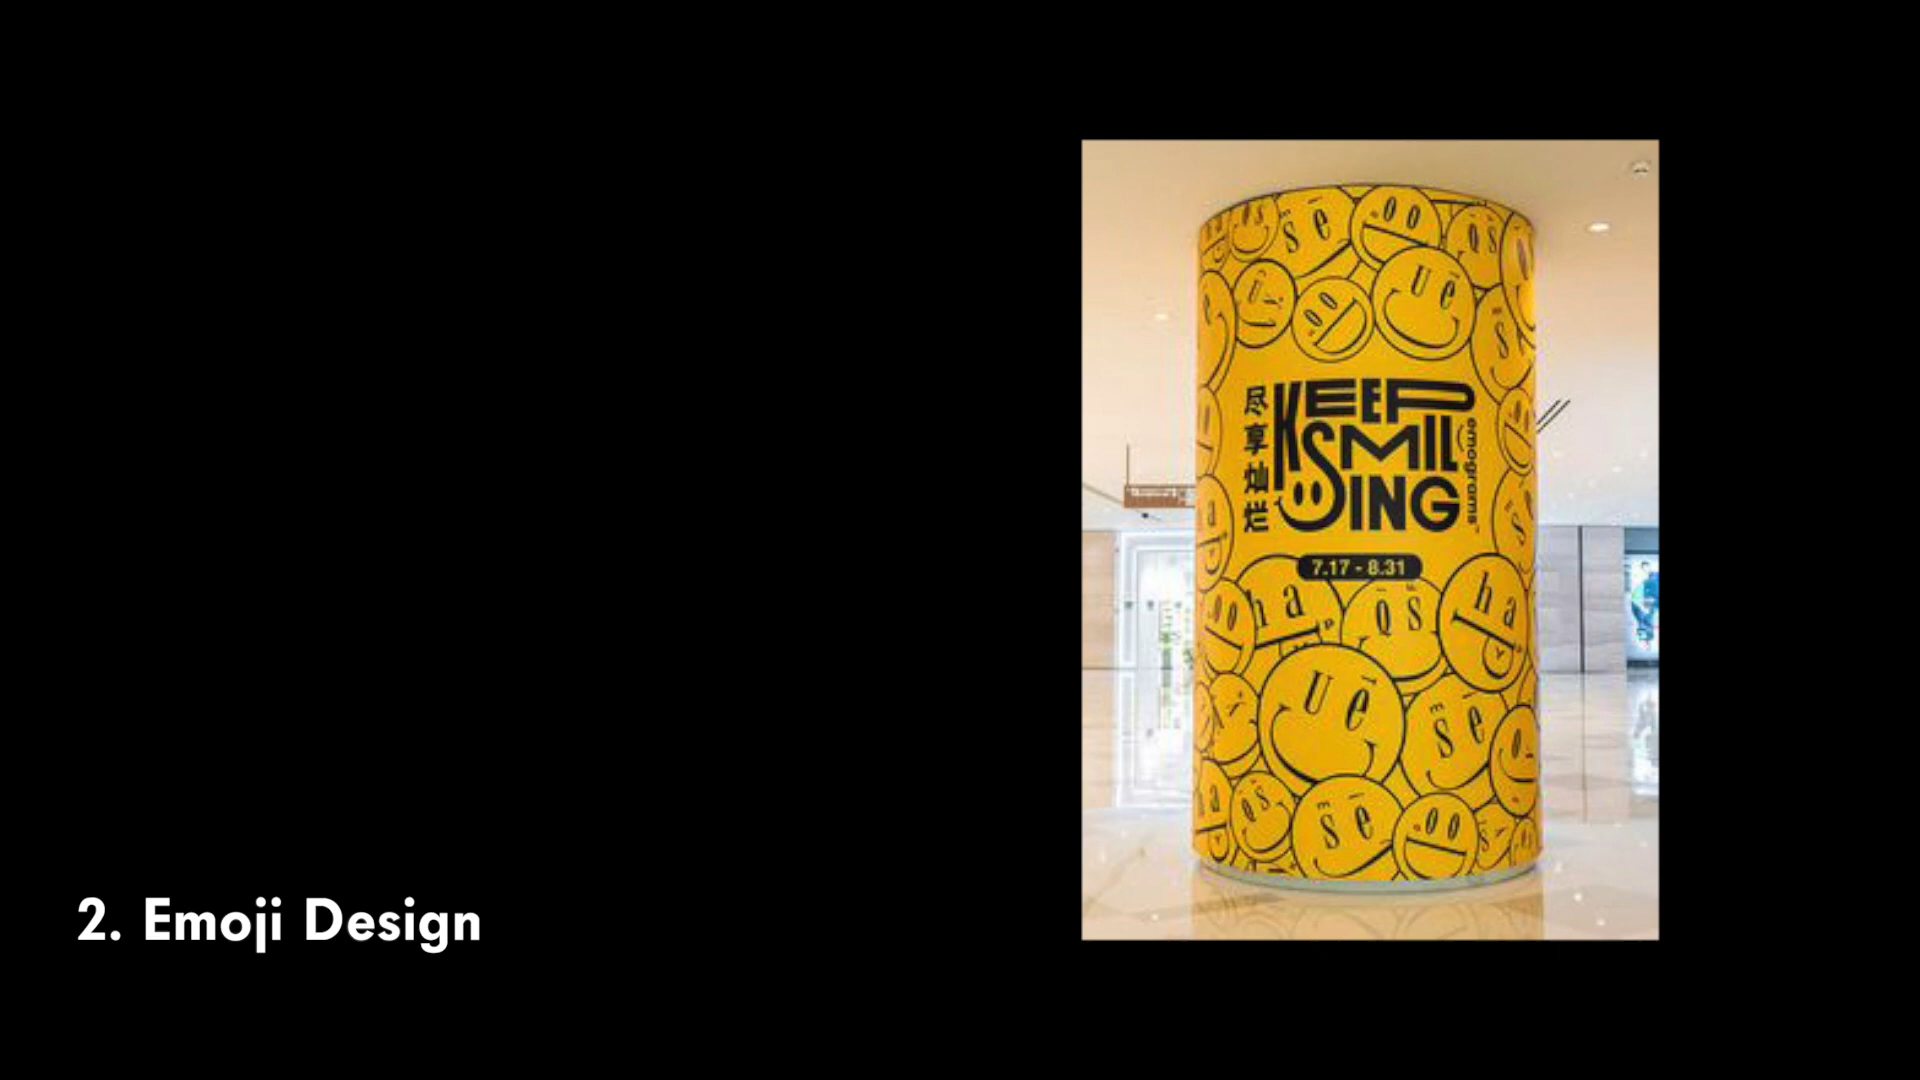 尽享灿烂
KEEP
SMIL
ING
emograms
7.17 - 8.31
2. Emoji Design